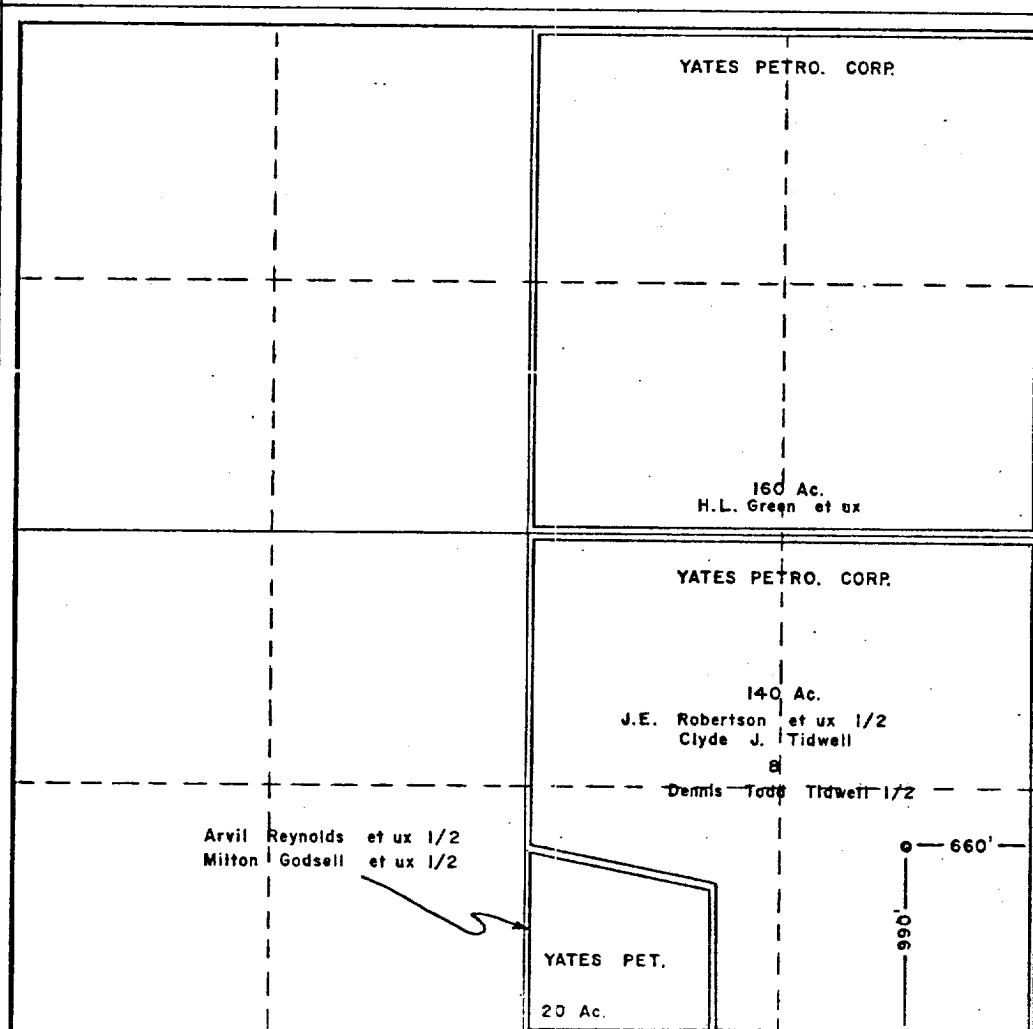 YATES PETRO. CORP.
160 Ac.
H.L. Green et ux
YATES PETRO. CORP.
140 Ac.
J.E. Robertson et ux 1/2
Clyde J. Tidwell
8
Dennis Todd Tidwell 1/2
Arvil Reynolds et ux 1/2
Milton Godsell et ux 1/2
660'
990'
YATES PET.
20 Ac.